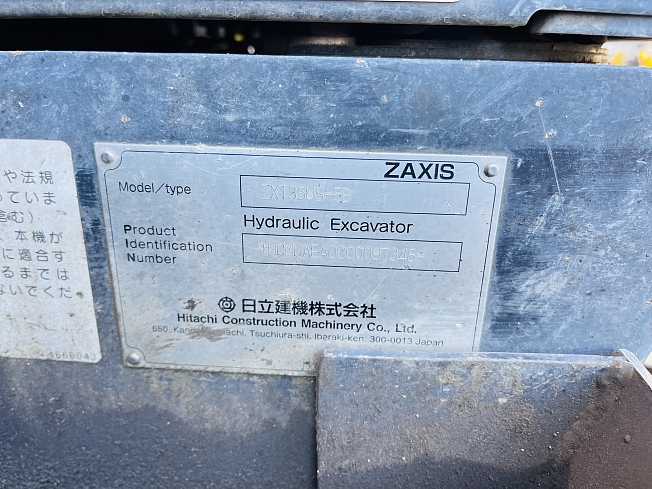 や法規
っていま
含む）
、本機が
に適合す
るまでは
ないでくだ
4666043
ZAXIS
Model/type ZX135US-5B
Hydraulic Excavator
Product
Identification
Number
日立建機株式会社
Hitachi Construction Machinery Co., Ltd.
Tsuchiura-shi, Ibaraki-ken, 300-0013 Japan